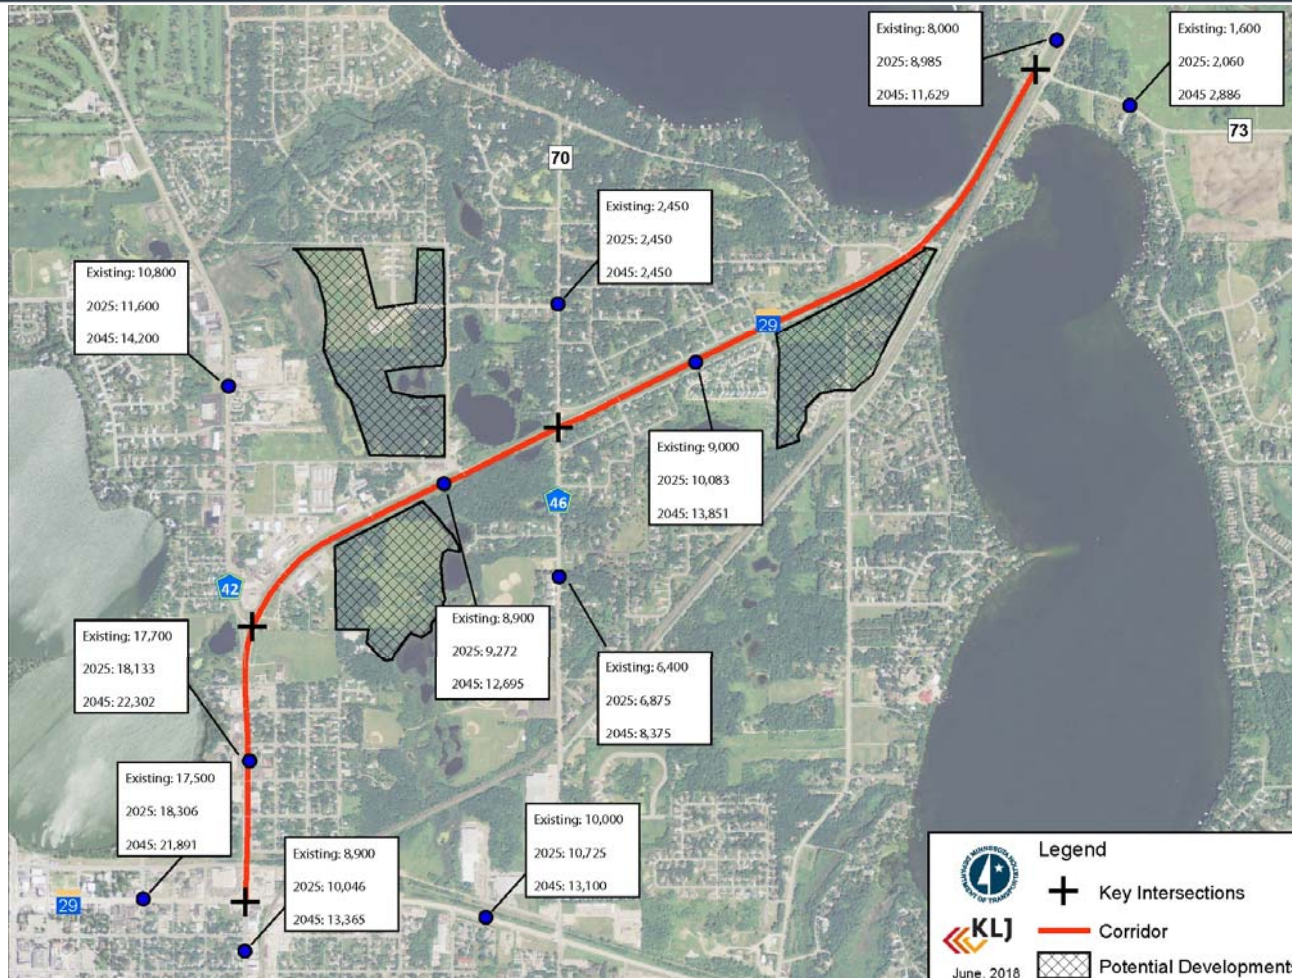 Existing: 8,000
2025: 8,985
2045: 11,629
Existing: 1,600
2025: 2,060
2045 2,886
73
70
Existing: 2,450
2025: 2,450
2045: 2,450
Existing: 10,800
2025: 11,600
2045: 14,200
29
Existing: 9,000
2025: 10,083
2045: 13,851
46
42
Existing: 8,900
2025: 9,272
2045: 12,695
Existing: 17,700
2025: 18,133
2045: 22,302
Existing: 6,400
2025: 6,875
2045: 8,375
Existing: 17,500
2025: 18,306
2045: 21,891
Existing: 8,900
2025: 10,046
2045: 13,365
Existing: 10,000
2025: 10,725
2045: 13,100
29
MINNESOTA DEPARTMENT OF TRANSPORTATION
Legend
Key Intersections
KLJ
Corridor
June, 2018
Potential Developments